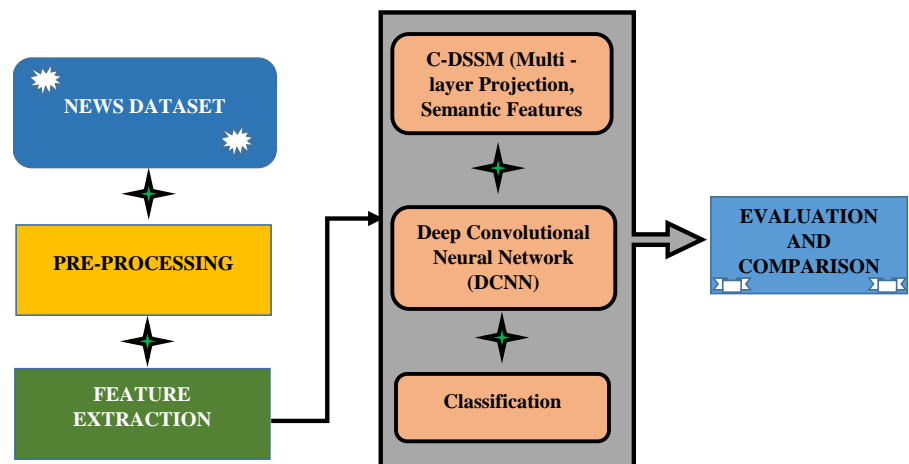 NEWS DATASET
PRE-PROCESSING
FEATURE
EXTRACTION
C-DSSM (Multi -
layer Projection,
Semantic Features
Deep Convolutional
Neural Network
(DCNN)
Classification
EVALUATION
AND
COMPARISON